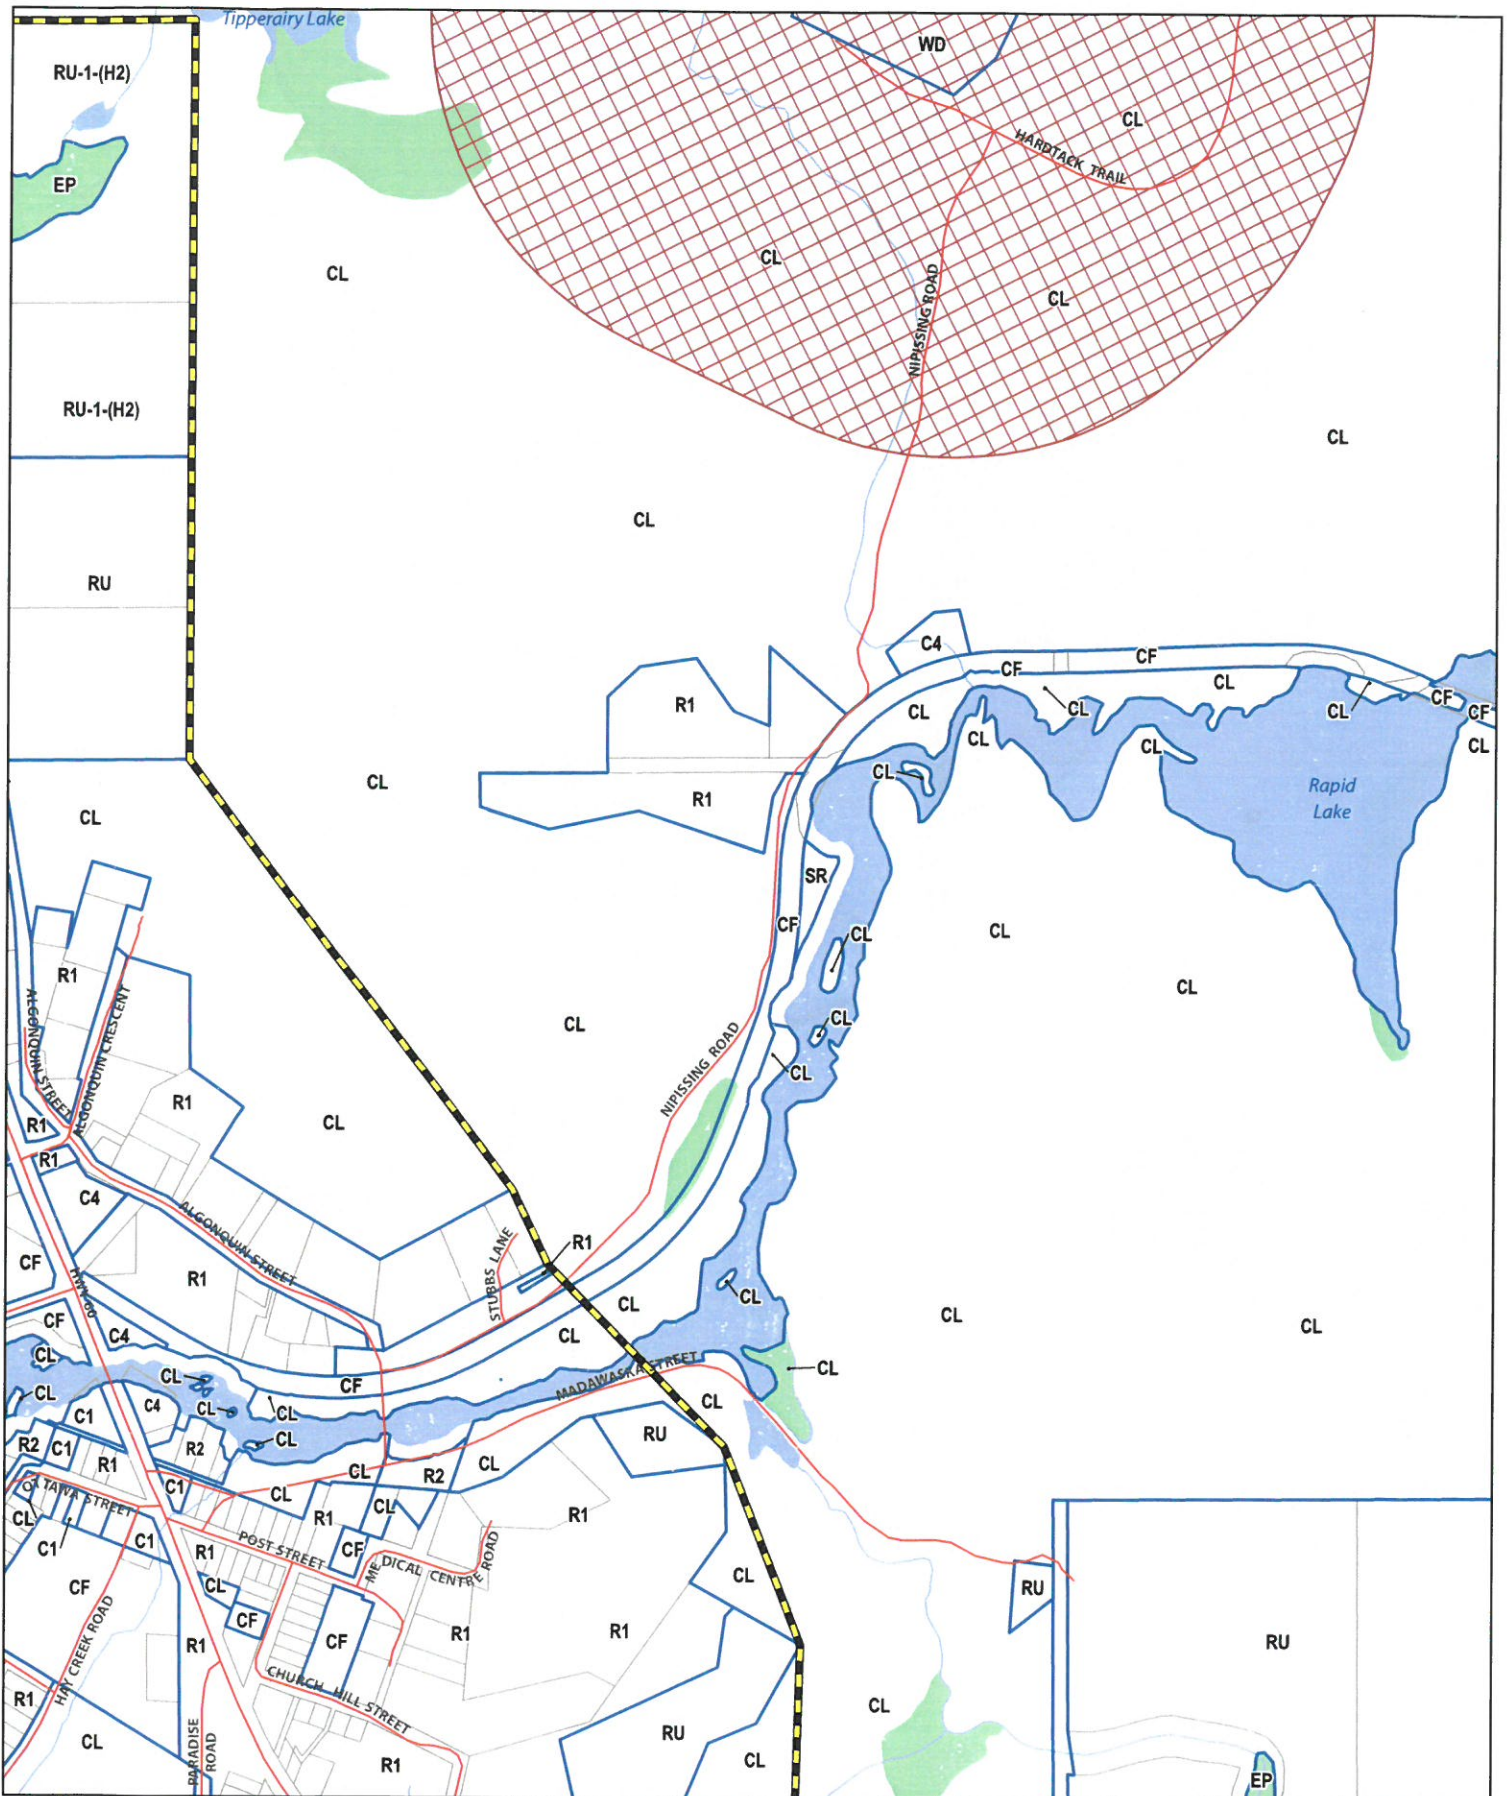 Tipperairy Lake
WD
RU-1-(H2)
CL
HARDTACK TRAIL
EP
CL
CL
CL
NIPISSING ROAD
RU-1-(H2)
CL
CL
RU
C4
CF
CF
CL
R1
CL
CL
CF
CL
CF
CL
CL
CL
CL
CL
CL
R1
Rapid
Lake
CL
SR
CF
CL
CL
R1
CL
ALGONQUIN STREET
ALGONQUIN CRESCENT
CL
CL
NIPISSING ROAD
CL
R1
CL
R1
R1
C4
ALGONQUIN STREET
R1
CF
R1
HWY 60
STUBBS LANE
CL
CL
CL
CL
CL
CF
C4
CL
CL
CL
MADAWASKA STREET
CL
CL
CF
CL
CL
C1
C4
CL
RU
R2
C1
R2
CL
R1
CL
R2
CL
OTTAWA STREET
C1
CL
CL
R1
R1
CL
C1
C1
R1
POST STREET
CF
MEDICAL CENTRE ROAD
CL
CF
CL
RU
CF
HAY CREEK ROAD
R1
CF
R1
R1
RU
CHURCH HILL STREET
R1
CL
CL
PARADISE
ROAD
RU
CL
R1
EP